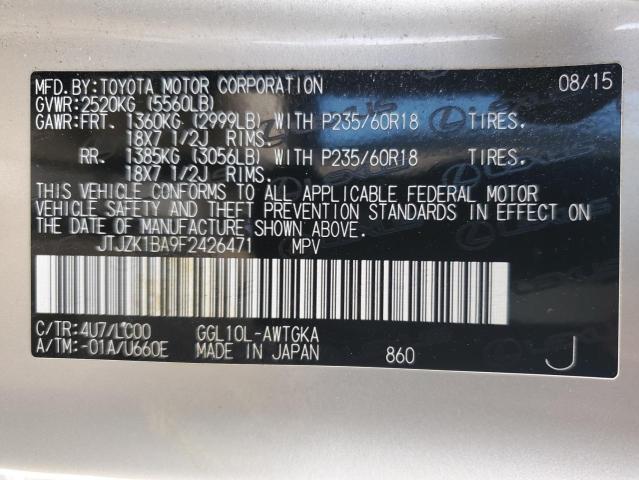 MFD.BY:TOYOTA MOTOR CORPORATION 08/15
GVWR:2520KG (5560LB)
GAWR:FRT. 1360KG (2999LB) WITH P235/60R18 TIRES.
18X7 1/2J RIMS.
RR. 1385KG (3056LB) WITH P235/60R18 TIRES.
18X7 1/2J RIMS.
THIS VEHICLE CONFORMS TO ALL APPLICABLE FEDERAL MOTOR
VEHICLE SAFETY AND THEFT PREVENTION STANDARDS IN EFFECT ON
THE DATE OF MANUFACTURE SHOWN ABOVE.
JTJZK1BA9F2426471 MPV
C/TR:4U7/LC00 GGL10L-AWTGKA
A/TM:-01A/U660E MADE IN JAPAN 860 J